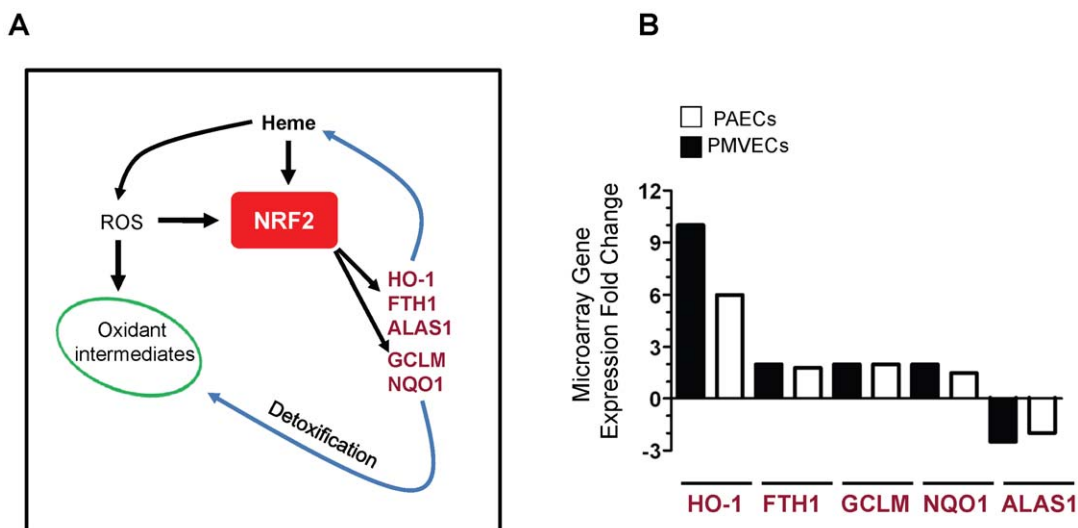 A
Heme
ROS
NRF2
HO-1
FTH1
ALAS1
GCLM
NQO1
Oxidant
intermediates
Detoxification
B
PAECs
PMVECs
Microarray Gene
Expression Fold Change
12
9
6
3
0
-3
HO-1 FTH1 GCLM NQO1 ALAS1